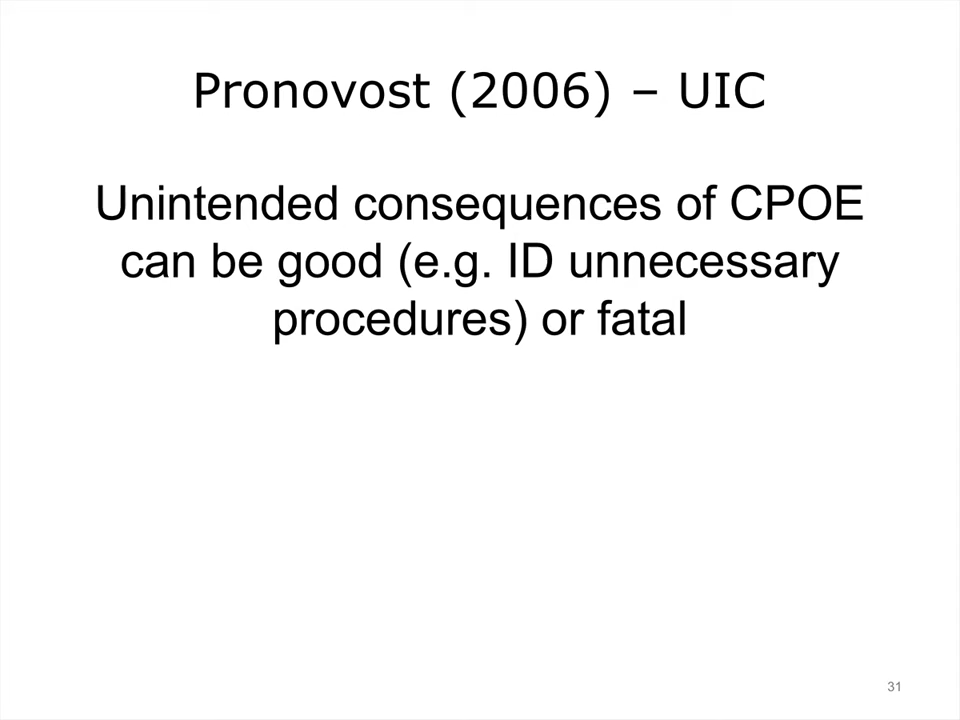 Pronovost (2006) – UIC
Unintended consequences of CPOE
can be good (e.g. ID unnecessary
procedures) or fatal
31